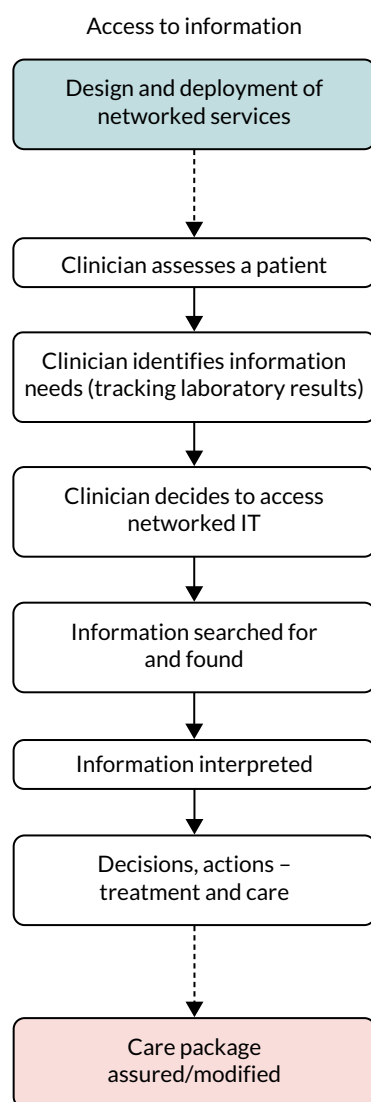 Access to information
Design and deployment of
networked services
Clinician assesses a patient
Clinician identifies information
needs (tracking laboratory results)
Clinician decides to access
networked IT
Information searched for
and found
Information interpreted
Decisions, actions –
treatment and care
Care package
assured/modified